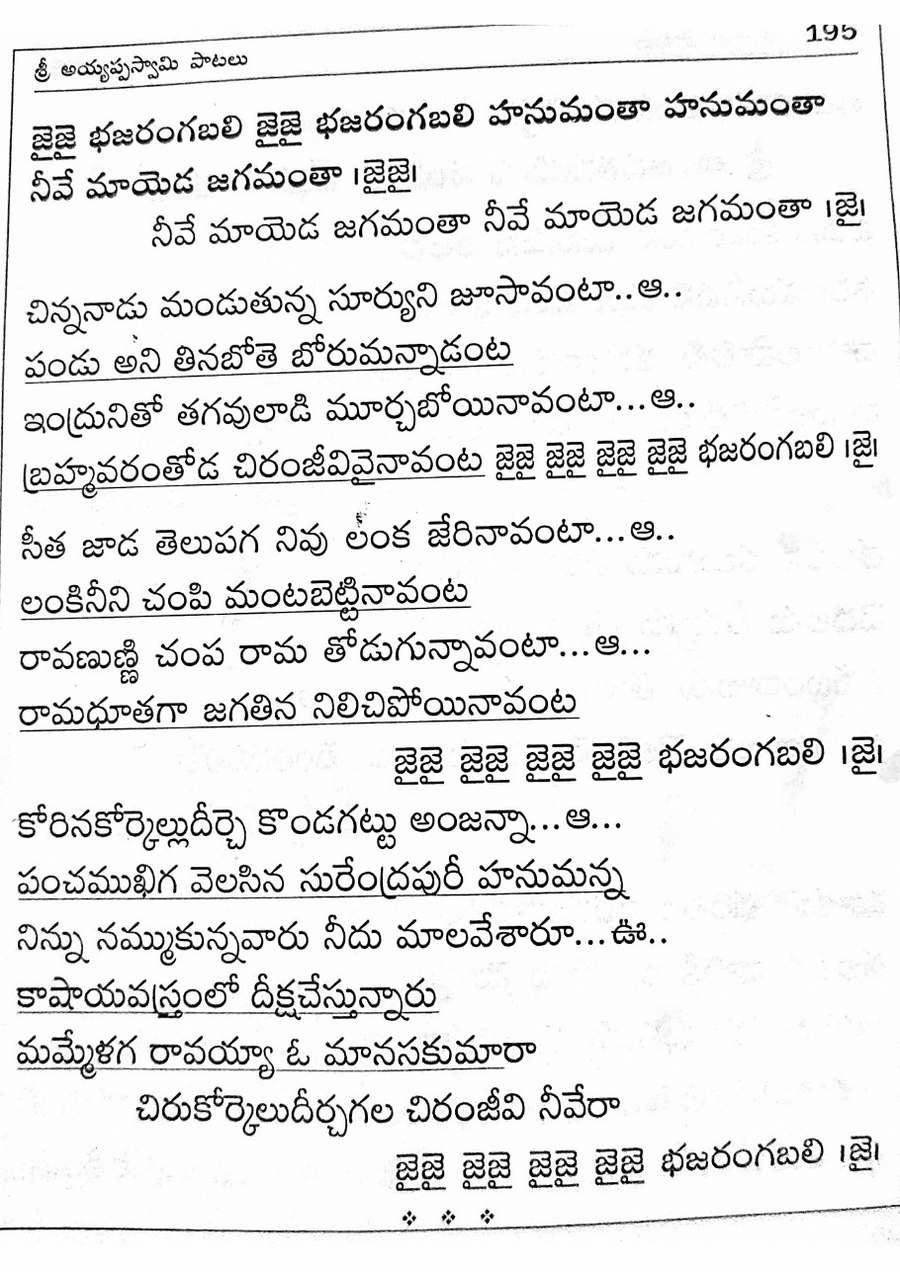 195
శ్రీ అయ్యప్పస్వామి పాటలు
జైజై భజరంగబలి జైజై భజరంగబలి హనుమంతా హనుమంతా
నీవే మాయెడ జగమంతా ।జైజై।
నీవే మాయెడ జగమంతా నీవే మాయెడ జగమంతా ।జై।
చిన్ననాడు మండుతున్న సూర్యుని జూసావంటా..ఆ..
పండు అని తినబోతె బోరుమన్నాడంట
ఇంద్రునితో తగవులాడి మూర్చబోయినావంటా...ఆ..
బ్రహ్మవరంతోడ చిరంజీవివైనావంట జైజై జైజై జైజై జైజై భజరంగబలి ।జై।
సీత జాడ తెలుపగ నివు లంక జేరినావంటా...ఆ..
లంకినీని చంపి మంటబెట్టినావంట
రావణుణ్ణి చంప రామ తోడుగున్నావంటా...ఆ...
రామధూతగా జగతిన నిలిచిపోయినావంట
జైజై జైజై జైజై జైజై భజరంగబలి ।జై।
కోరినకోర్కెల్లుదీర్చె కొండగట్టు అంజన్నా...ఆ...
పంచముఖిగ వెలసిన సురేంద్రపురీ హనుమన్న
నిన్ను నమ్ముకున్నవారు నీదు మాలవేశారూ...ఊ..
కాషాయవస్త్రంలో దీక్షచేస్తున్నారు
మమ్మేళగ రావయ్యా ఓ మానసకుమారా
చిరుకోర్కెలుదీర్చగల చిరంజీవి నీవేరా
జైజై జైజై జైజై జైజై భజరంగబలి ।జై।